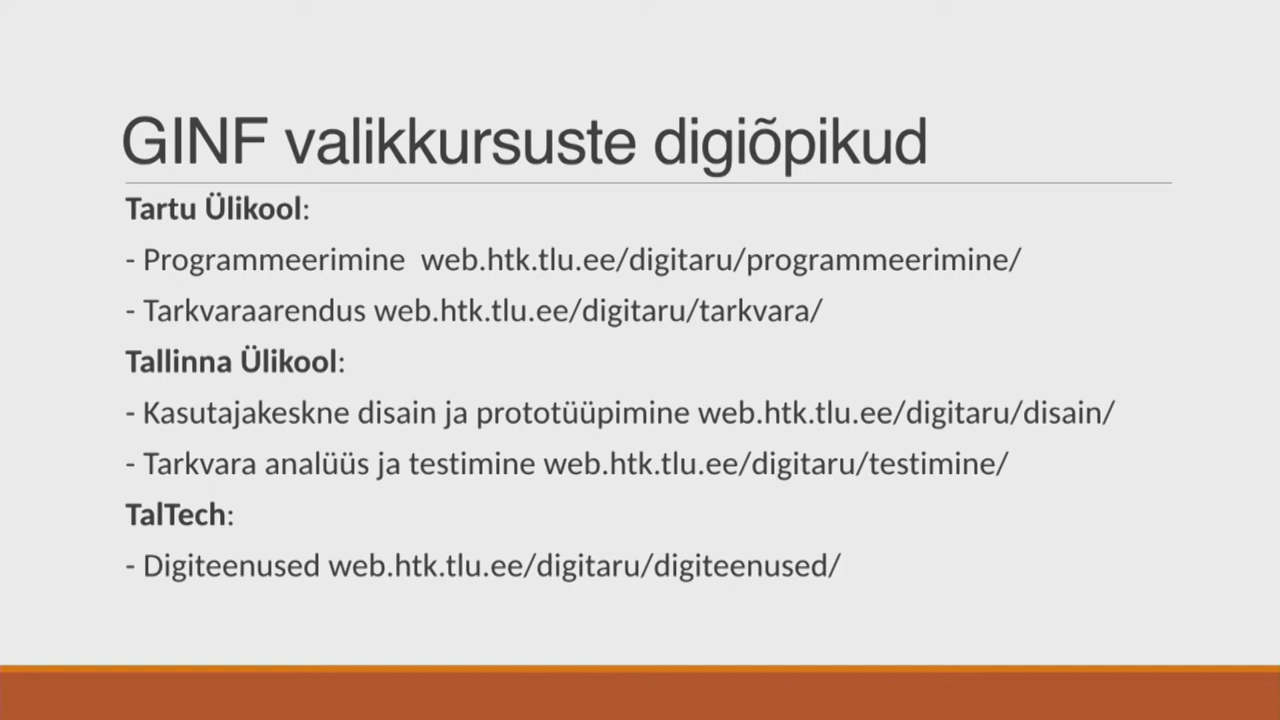 GINF valikkursuste digiõpikud
Tartu Ülikool:
- Programmeerimine  web.htk.tlu.ee/digitaru/programmeerimine/
- Tarkvaraarendus web.htk.tlu.ee/digitaru/tarkvara/
Tallinna Ülikool:
- Kasutajakeskne disain ja prototüüpimine web.htk.tlu.ee/digitaru/disain/
- Tarkvara analüüs ja testimine web.htk.tlu.ee/digitaru/testimine/
TalTech:
- Digiteenused web.htk.tlu.ee/digitaru/digiteenused/